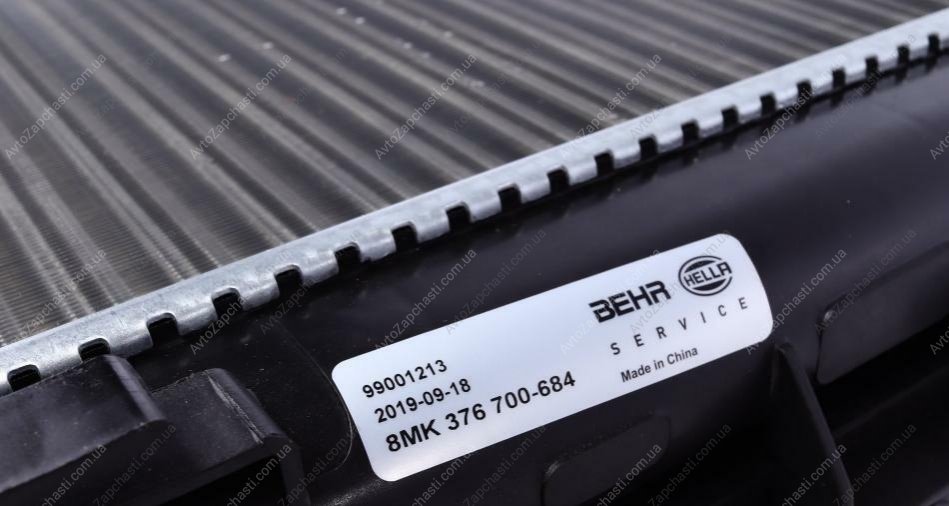 99001213
2019-09-18
8MK 376 700-684
BEHR HELLA
SERVICE
Made in China
AvtoZapchasti.com.ua